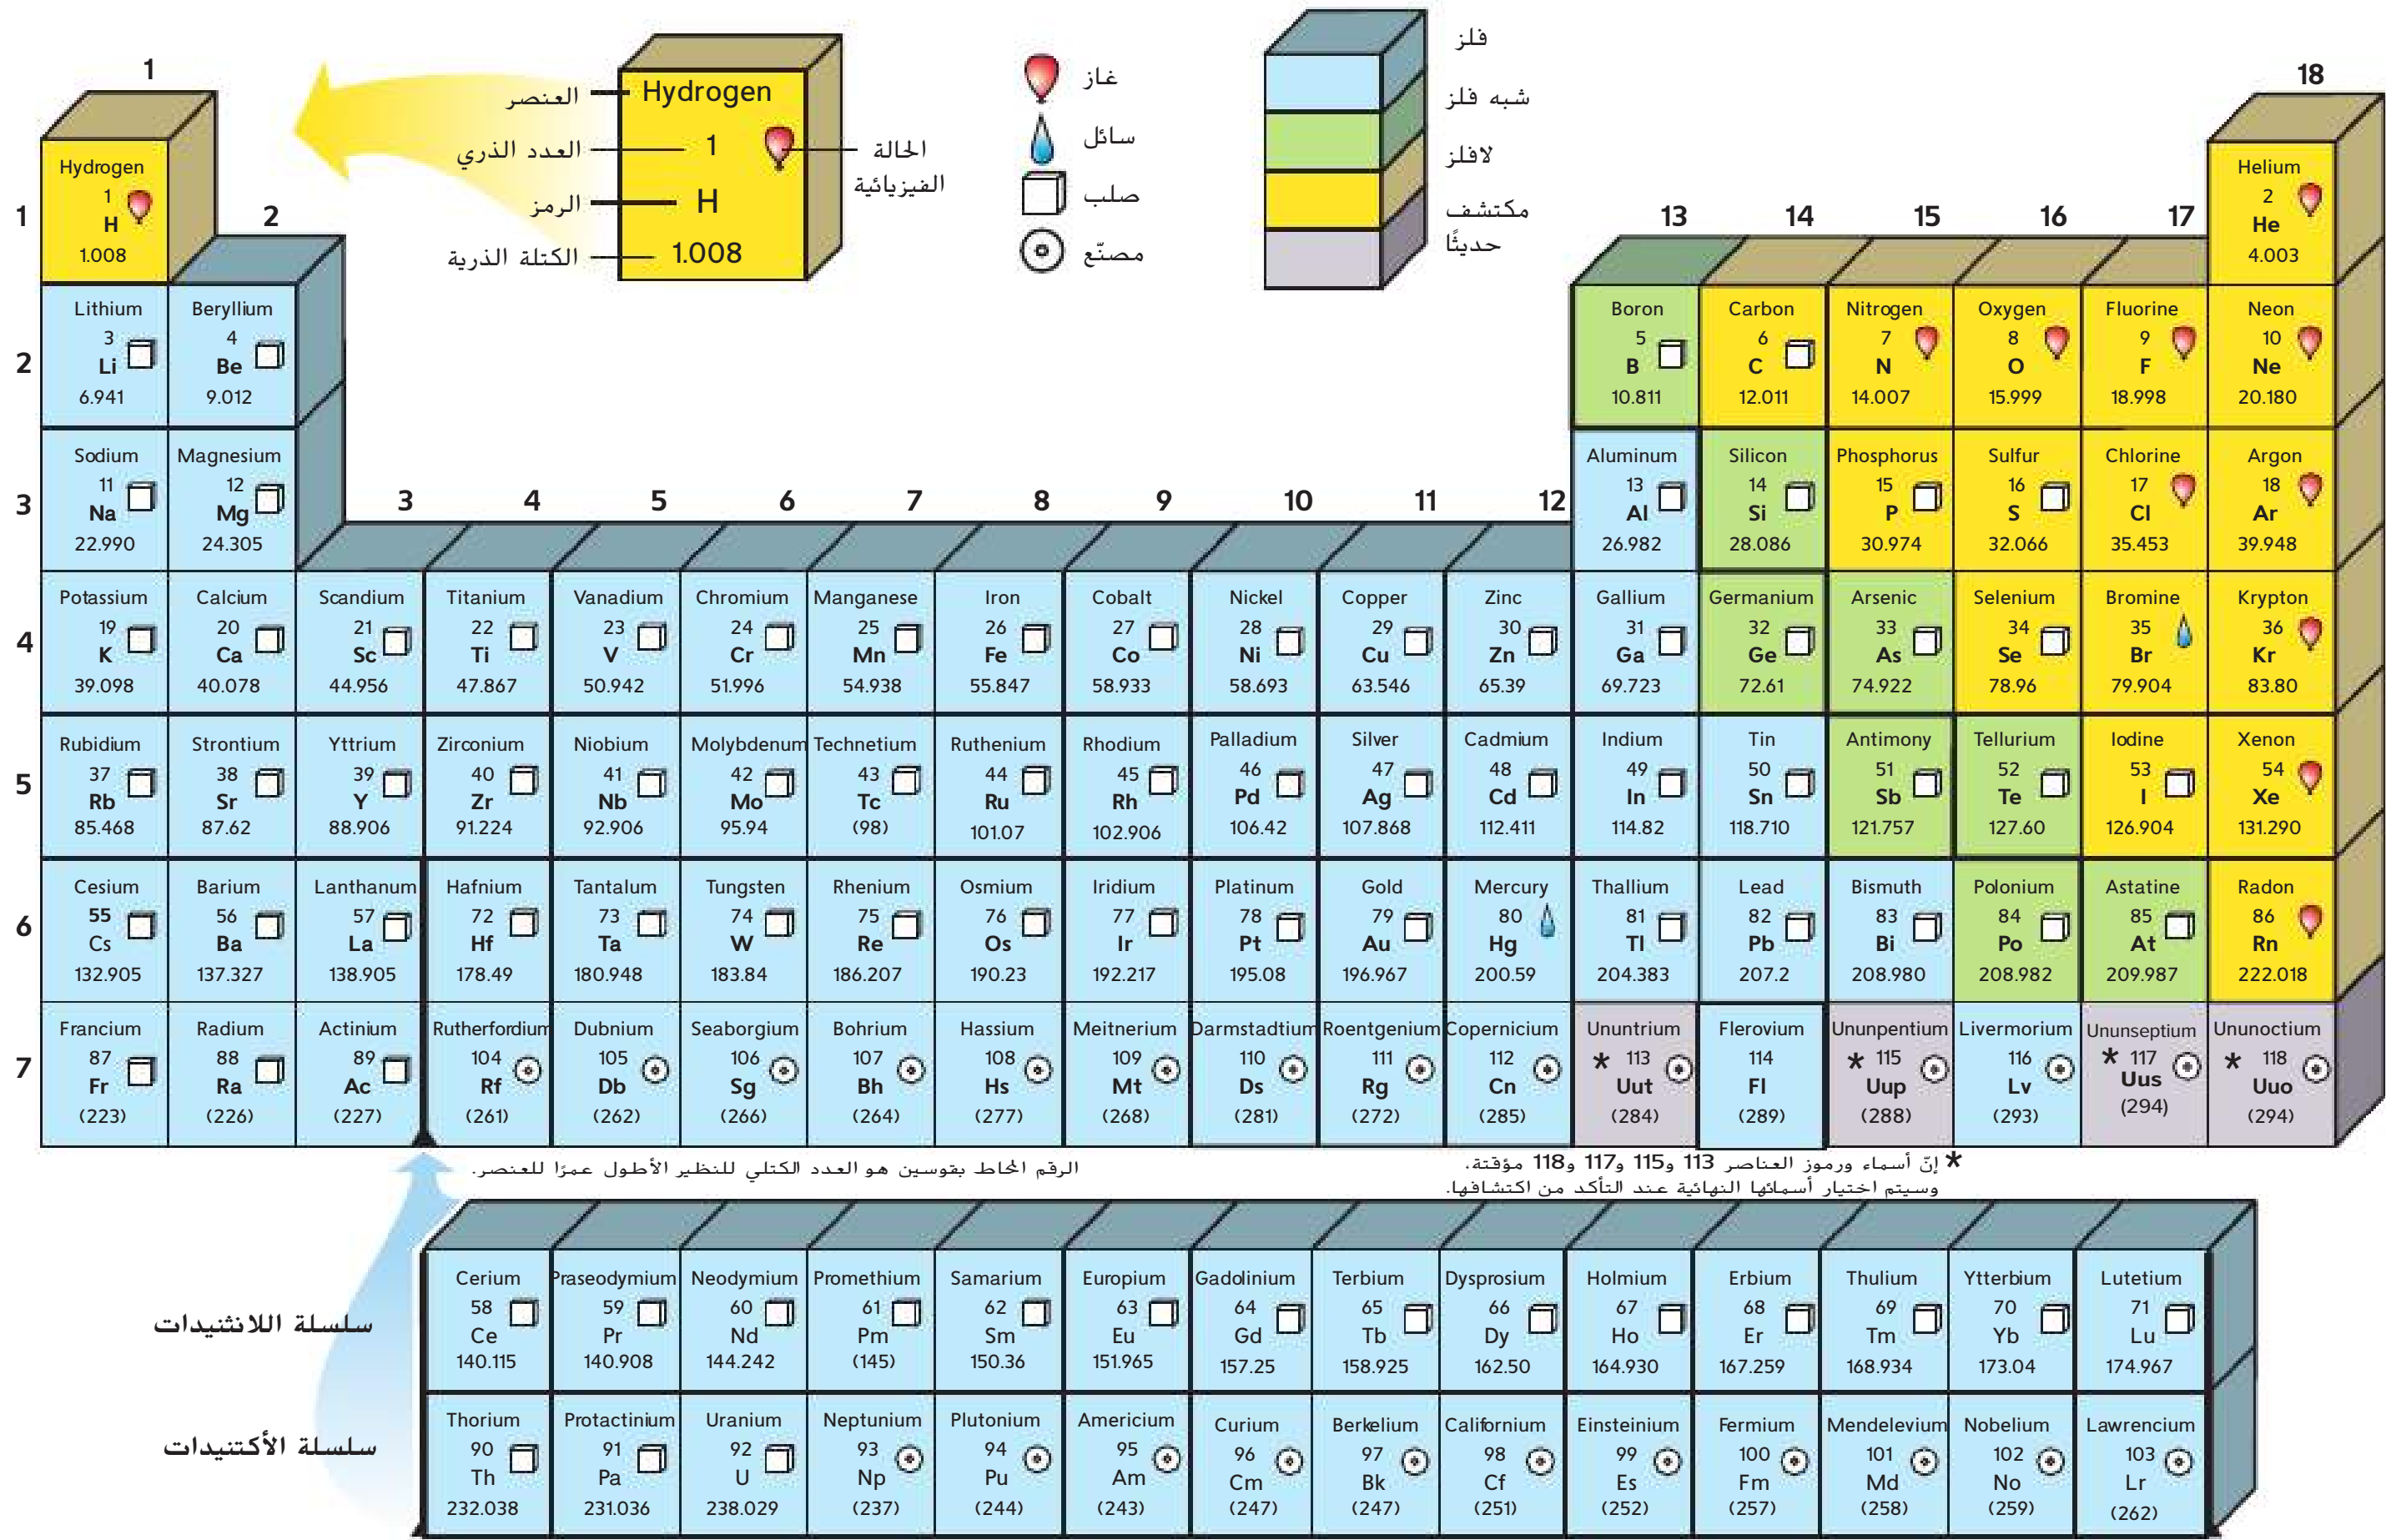 1
18
Hydrogen
العنصر
1
العدد الذري
الحالة
الفيزيائية
H
الرمز
1.008
الكتلة الذرية
غاز
سائل
صلب
مصنّع
فلز
شبه فلز
لافلز
مكتشف
حديثًا
2
13 14 15 16 17
3 4 5 6 7 8 9 10 11 12
1
Hydrogen
1
H
1.008
Helium
2
He
4.003
2
Lithium
3
Li
6.941
Beryllium
4
Be
9.012
Boron
5
B
10.811
Carbon
6
C
12.011
Nitrogen
7
N
14.007
Oxygen
8
O
15.999
Fluorine
9
F
18.998
Neon
10
Ne
20.180
3
Sodium
11
Na
22.990
Magnesium
12
Mg
24.305
Aluminum
13
Al
26.982
Silicon
14
Si
28.086
Phosphorus
15
P
30.974
Sulfur
16
S
32.066
Chlorine
17
Cl
35.453
Argon
18
Ar
39.948
4
Potassium
19
K
39.098
Calcium
20
Ca
40.078
Scandium
21
Sc
44.956
Titanium
22
Ti
47.867
Vanadium
23
V
50.942
Chromium
24
Cr
51.996
Manganese
25
Mn
54.938
Iron
26
Fe
55.847
Cobalt
27
Co
58.933
Nickel
28
Ni
58.693
Copper
29
Cu
63.546
Zinc
30
Zn
65.39
Gallium
31
Ga
69.723
Germanium
32
Ge
72.61
Arsenic
33
As
74.922
Selenium
34
Se
78.96
Bromine
35
Br
79.904
Krypton
36
Kr
83.80
5
Rubidium
37
Rb
85.468
Strontium
38
Sr
87.62
Yttrium
39
Y
88.906
Zirconium
40
Zr
91.224
Niobium
41
Nb
92.906
Molybdenum
42
Mo
95.94
Technetium
43
Tc
(98)
Ruthenium
44
Ru
101.07
Rhodium
45
Rh
102.906
Palladium
46
Pd
106.42
Silver
47
Ag
107.868
Cadmium
48
Cd
112.411
Indium
49
In
114.82
Tin
50
Sn
118.710
Antimony
51
Sb
121.757
Tellurium
52
Te
127.60
Iodine
53
I
126.904
Xenon
54
Xe
131.290
6
Cesium
55
Cs
132.905
Barium
56
Ba
137.327
Lanthanum
57
La
138.905
Hafnium
72
Hf
178.49
Tantalum
73
Ta
180.948
Tungsten
74
W
183.84
Rhenium
75
Re
186.207
Osmium
76
Os
190.23
Iridium
77
Ir
192.217
Platinum
78
Pt
195.08
Gold
79
Au
196.967
Mercury
80
Hg
200.59
Thallium
81
Tl
204.383
Lead
82
Pb
207.2
Bismuth
83
Bi
208.980
Polonium
84
Po
208.982
Astatine
85
At
209.987
Radon
86
Rn
222.018
7
Francium
87
Fr
(223)
Radium
88
Ra
(226)
Actinium
89
Ac
(227)
Rutherfordium
104
Rf
(261)
Dubnium
105
Db
(262)
Seaborgium
106
Sg
(266)
Bohrium
107
Bh
(264)
Hassium
108
Hs
(277)
Meitnerium
109
Mt
(268)
Darmstadtium
110
Ds
(281)
Roentgenium
111
Rg
(272)
Copernicium
112
Cn
(285)
Ununtrium
* 113
Uut
(284)
Flerovium
114
Fl
(289)
Ununpentium
* 115
Uup
(288)
Livermorium
116
Lv
(293)
Ununseptium
* 117
Uus
(294)
Ununoctium
* 118
Uuo
(294)
* إنّ أسماء ورموز العناصر 113 و115 و117 و118 مؤقتة.
وسيتم اختيار أسمائها النهائية عند التأكد من اكتشافها.
الرقم المحاط بقوسين هو العدد الكتلي للنظير الأطول عمرًا للعنصر.
سلسلة اللانثنيدات
Cerium
58
Ce
140.115
Praseodymium
59
Pr
140.908
Neodymium
60
Nd
144.242
Promethium
61
Pm
(145)
Samarium
62
Sm
150.36
Europium
63
Eu
151.965
Gadolinium
64
Gd
157.25
Terbium
65
Tb
158.925
Dysprosium
66
Dy
162.50
Holmium
67
Ho
164.930
Erbium
68
Er
167.259
Thulium
69
Tm
168.934
Ytterbium
70
Yb
173.04
Lutetium
71
Lu
174.967
سلسلة الأكتنيدات
Thorium
90
Th
232.038
Protactinium
91
Pa
231.036
Uranium
92
U
238.029
Neptunium
93
Np
(237)
Plutonium
94
Pu
(244)
Americium
95
Am
(243)
Curium
96
Cm
(247)
Berkelium
97
Bk
(247)
Californium
98
Cf
(251)
Einsteinium
99
Es
(252)
Fermium
100
Fm
(257)
Mendelevium
101
Md
(258)
Nobelium
102
No
(259)
Lawrencium
103
Lr
(262)